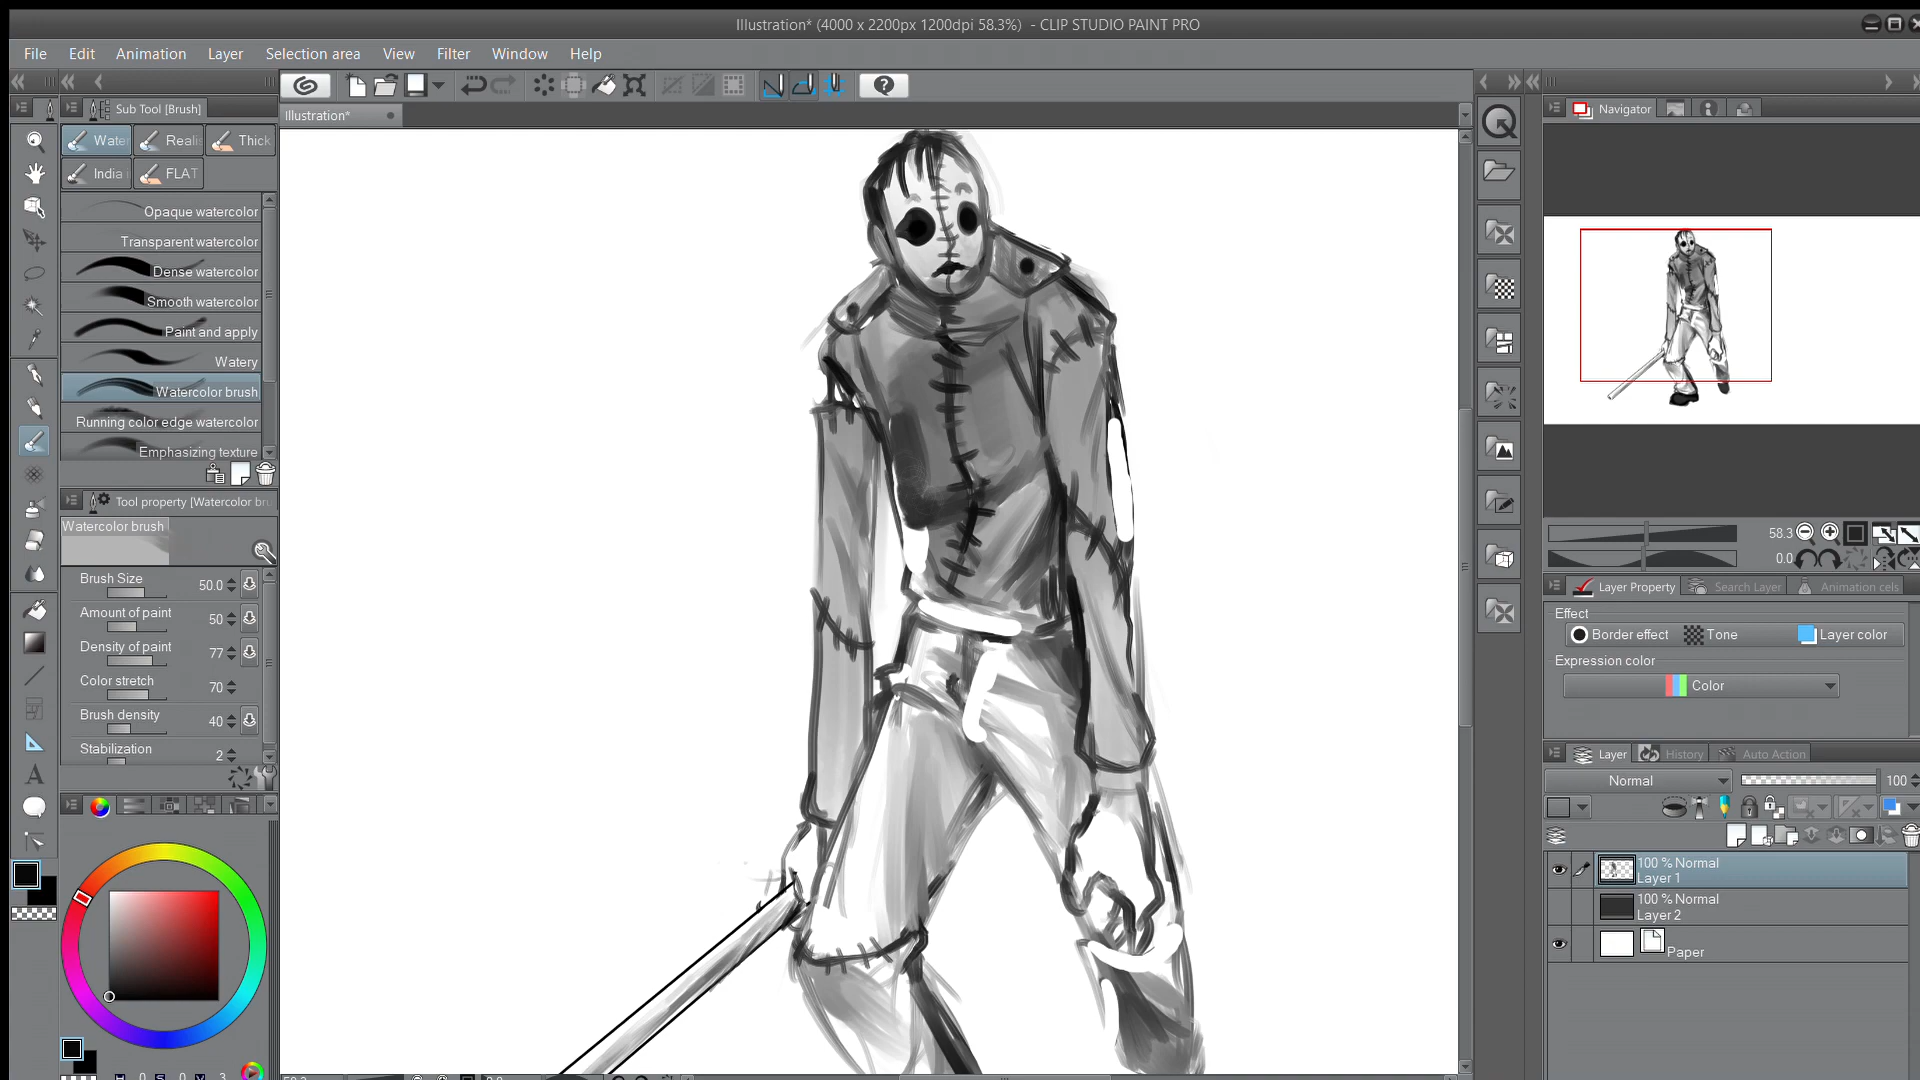 Illustration* (4000 x 2200px 1200dpi 58.3%) - CLIP STUDIO PAINT PRO
File Edit Animation Layer Selection area View Filter Window Help
Sub Tool [Brush]
Illustration*
Navigator
Wate Reali Thick
India FLAT
Opaque watercolor
Transparent watercolor
Dense watercolor
Smooth watercolor
Paint and apply
Watery
Watercolor brush
Running color edge watercolor
Emphasizing texture
Tool property [Watercolor br
Watercolor brush
Brush Size 50.0
Amount of paint 50
Density of paint 77
Color stretch 70
Brush density 40
Stabilization 2
58.3
0.0
Layer Property Search Layer Animation cels
Effect
Border effect Tone Layer color
Expression color
Color
Layer History Auto Action
Normal 100
100 % Normal
Layer 1
100 % Normal
Layer 2
Paper